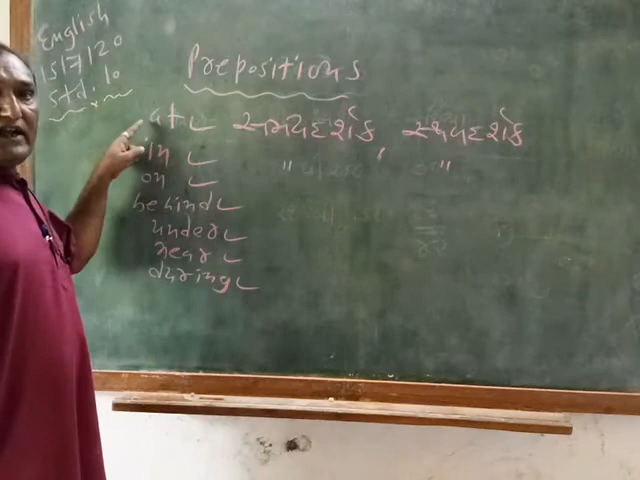 English
15/7/20
std:10
Prepositions
at સમયદર્શક, સ્થળદર્શક
in " "
on
behind
under
near
during